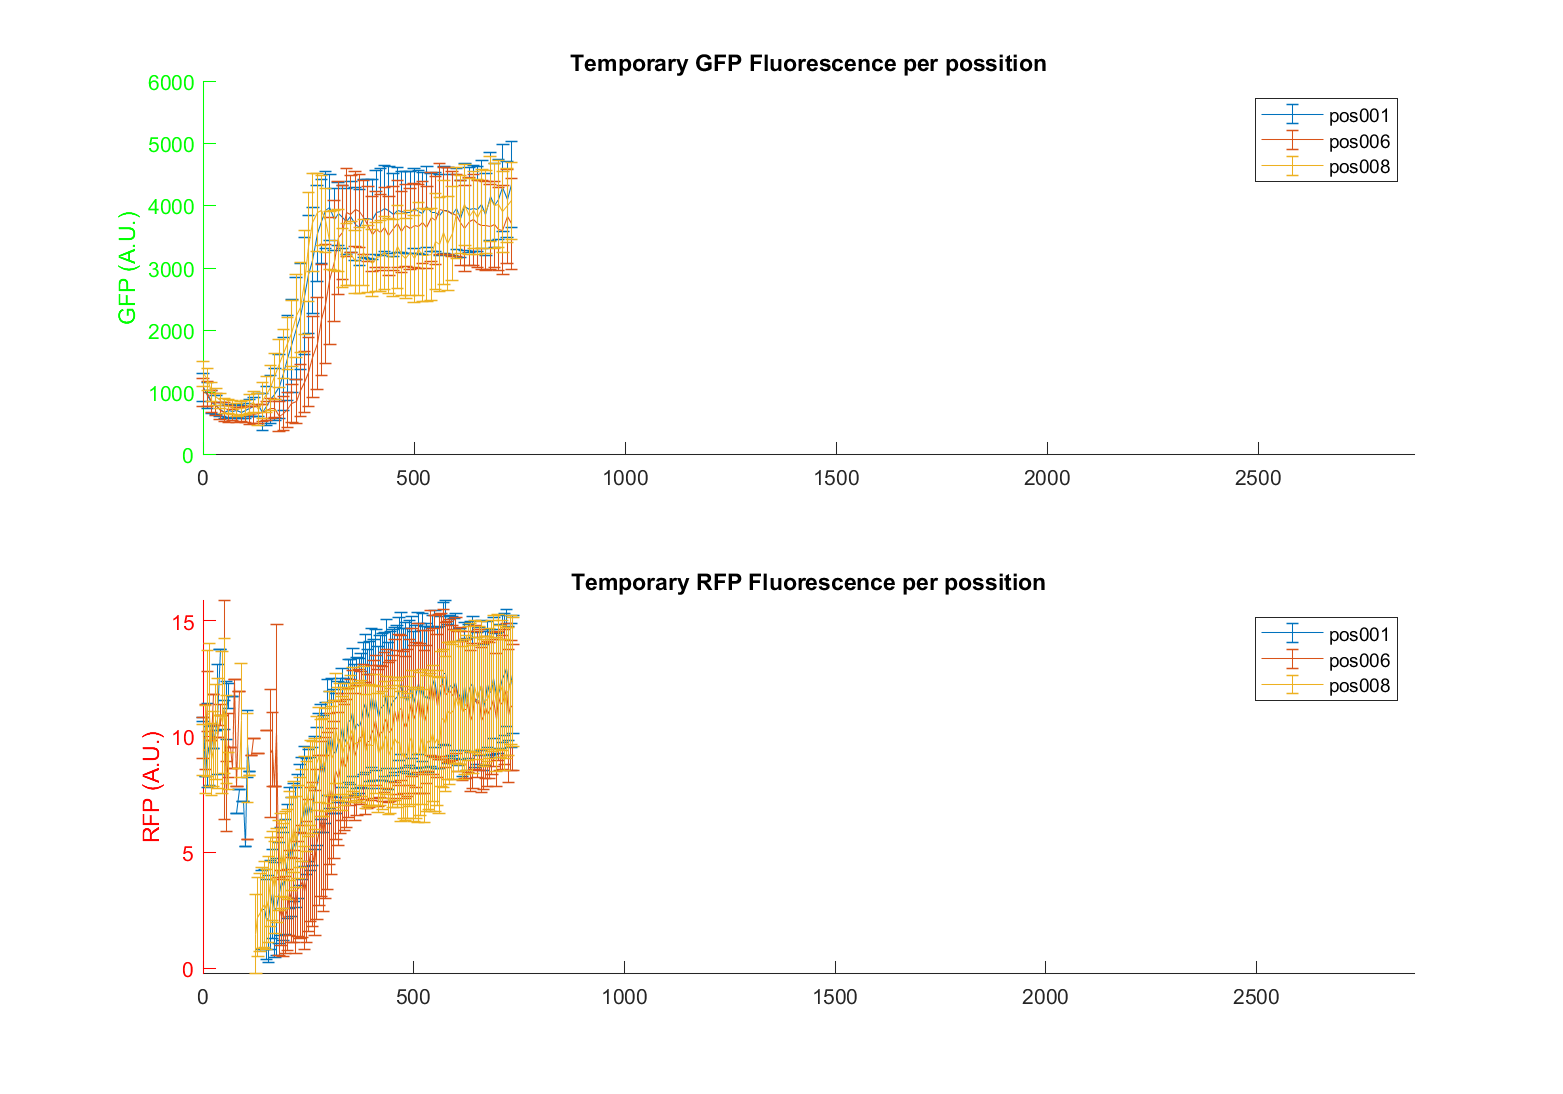 Temporary GFP Fluorescence per possition
6000
5000
4000
3000
2000
1000
0
GFP (A.U.)
0 500 1000 1500 2000 2500
pos001
pos006
pos008
Temporary RFP Fluorescence per possition
15
10
5
0
RFP (A.U.)
0 500 1000 1500 2000 2500
pos001
pos006
pos008